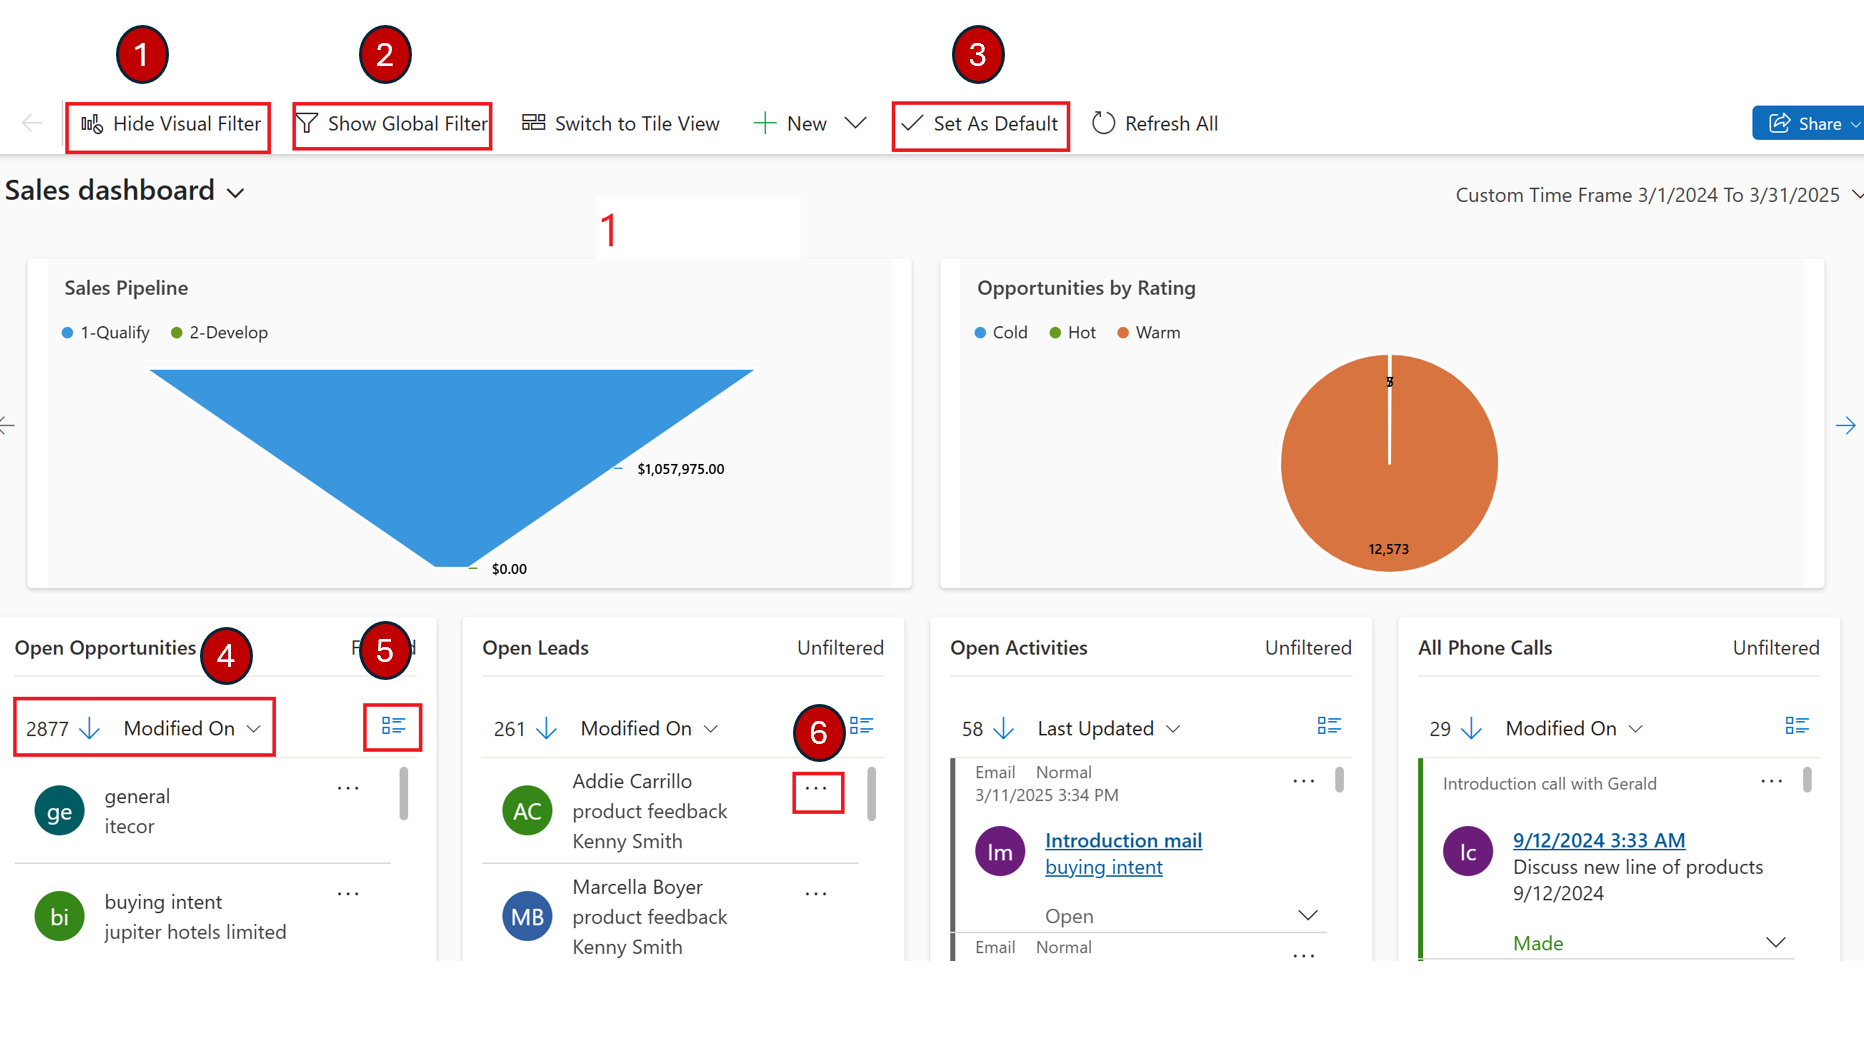 1
2
3
Hide Visual Filter
Show Global Filter
Switch to Tile View
New
Set As Default
Refresh All
Share
Sales dashboard
Custom Time Frame 3/1/2024 To 3/31/2025
1
Sales Pipeline
1-Qualify
2-Develop
$1,057,975.00
$0.00
Opportunities by Rating
Cold
Hot
Warm
12,573
Open Opportunities
4
5
2877
Modified On
ge
general
itecor
bi
buying intent
jupiter hotels limited
Open Leads
Unfiltered
261
Modified On
6
AC
Addie Carrillo
product feedback
Kenny Smith
MB
Marcella Boyer
product feedback
Kenny Smith
Open Activities
Unfiltered
58
Last Updated
Email Normal
3/11/2025 3:34 PM
Im
Introduction mail
buying intent
Open
Email Normal
All Phone Calls
Unfiltered
29
Modified On
Introduction call with Gerald
Ic
9/12/2024 3:33 AM
Discuss new line of products
9/12/2024
Made